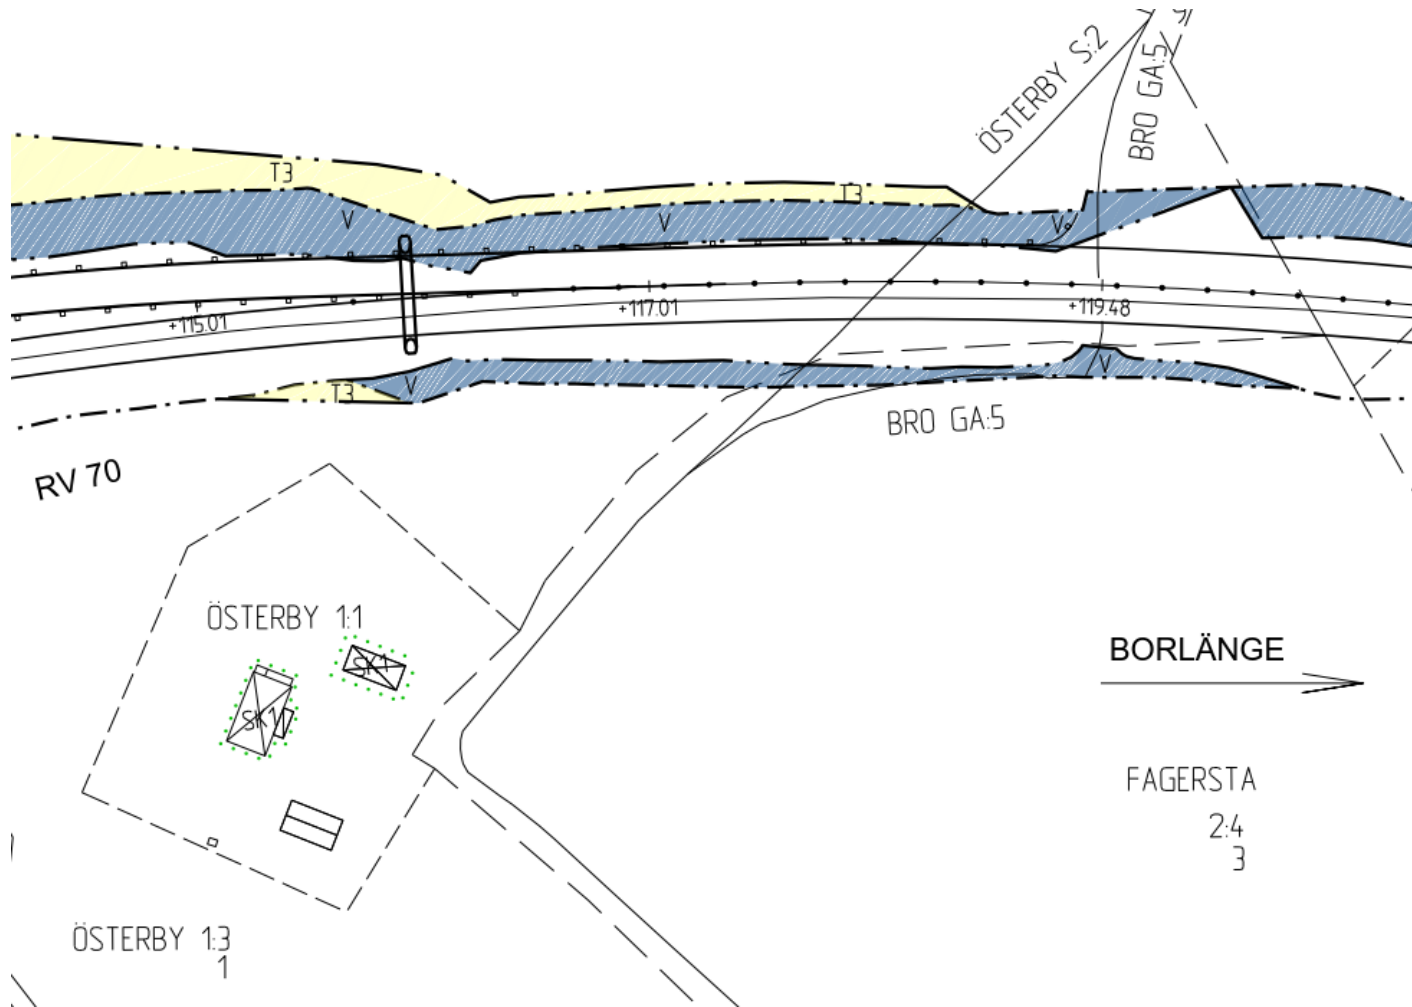 ÖSTERBY S:2
BRO GA:5
T3
T3
V
V
V
+115.01
+117.01
+119.48
T3
V
V
BRO GA:5
RV 70
ÖSTERBY 1:1
SK1
SK1
BORLÄNGE
FAGERSTA
2:4
3
ÖSTERBY 1:3
1